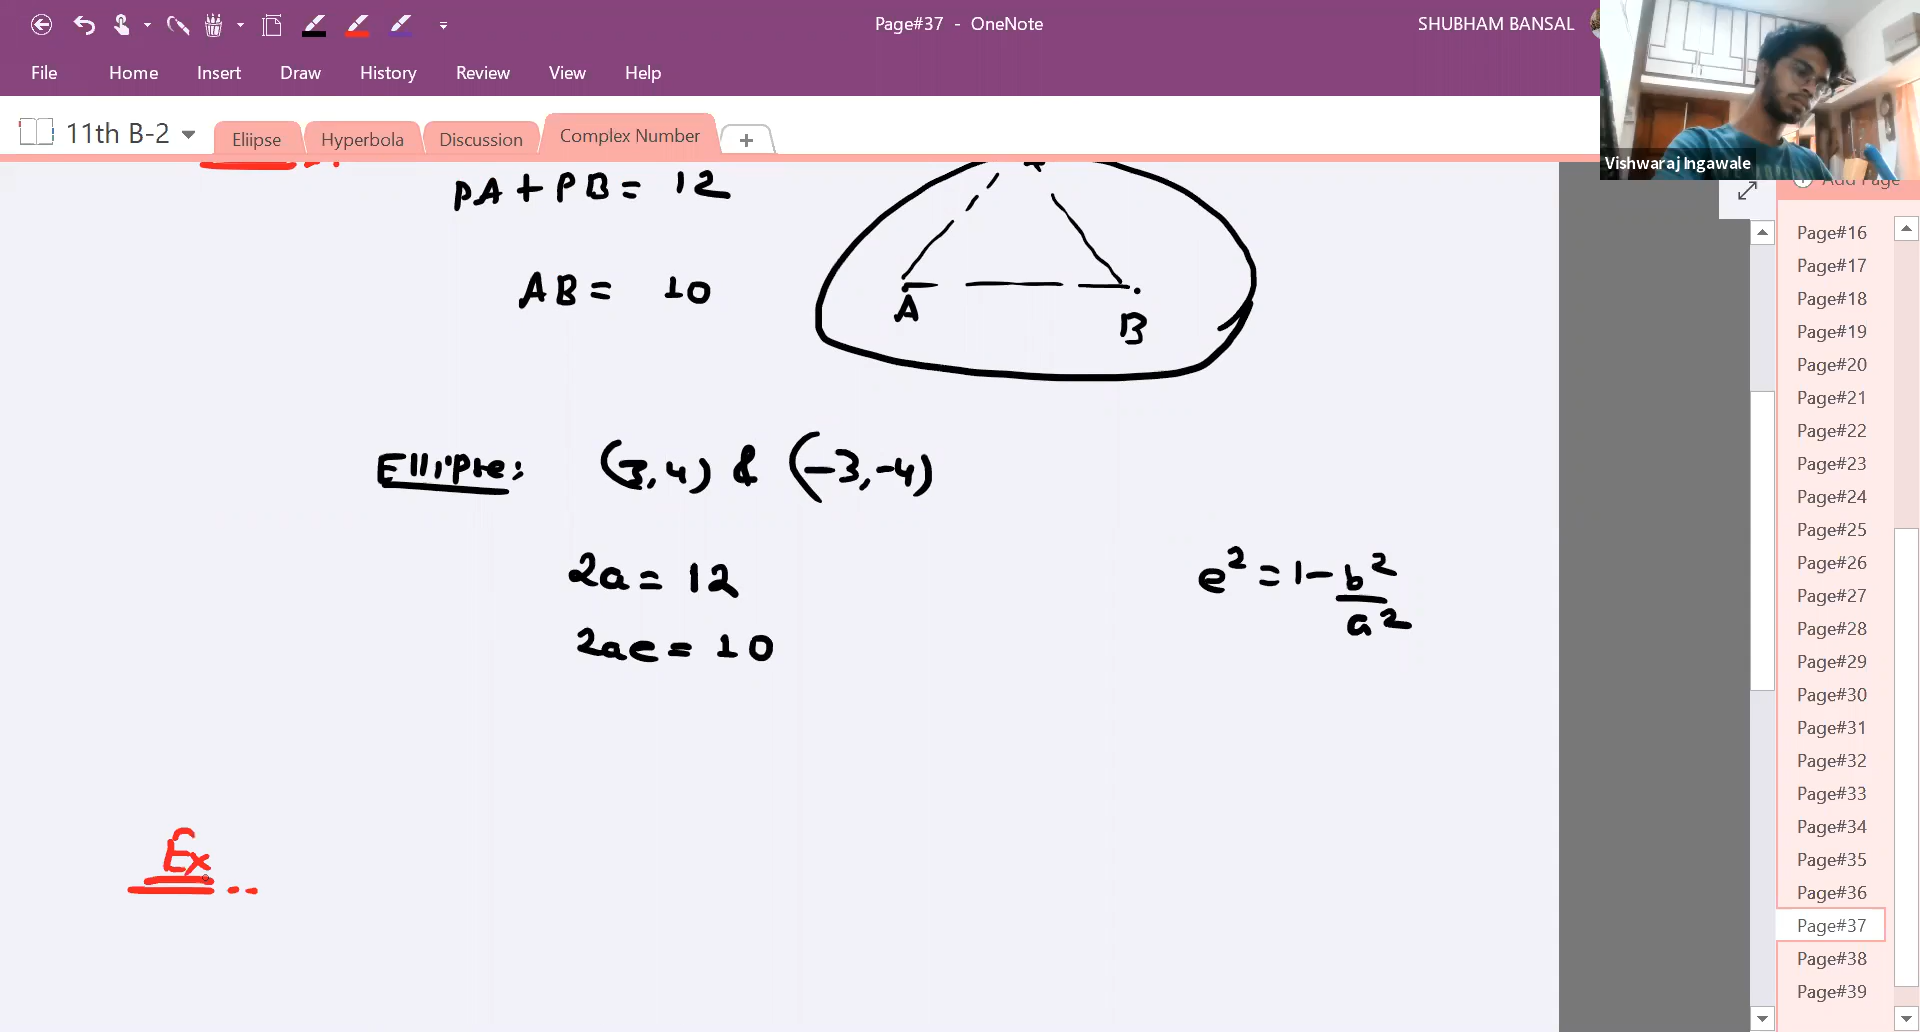 Page#37 - OneNote
SHUBHAM BANSAL
File Home Insert Draw History Review View Help
Vishwaraj Ingawale
11th B-2
Eliipse Hyperbola Discussion Complex Number
Add Page
PA + PB = 12
AB = 10
A
B
Ellipse: (3, 4) & (-3, -4)
2a = 12
e² = 1 - b²/a²
2ae = 10
Ex
Page#16
Page#17
Page#18
Page#19
Page#20
Page#21
Page#22
Page#23
Page#24
Page#25
Page#26
Page#27
Page#28
Page#29
Page#30
Page#31
Page#32
Page#33
Page#34
Page#35
Page#36
Page#37
Page#38
Page#39